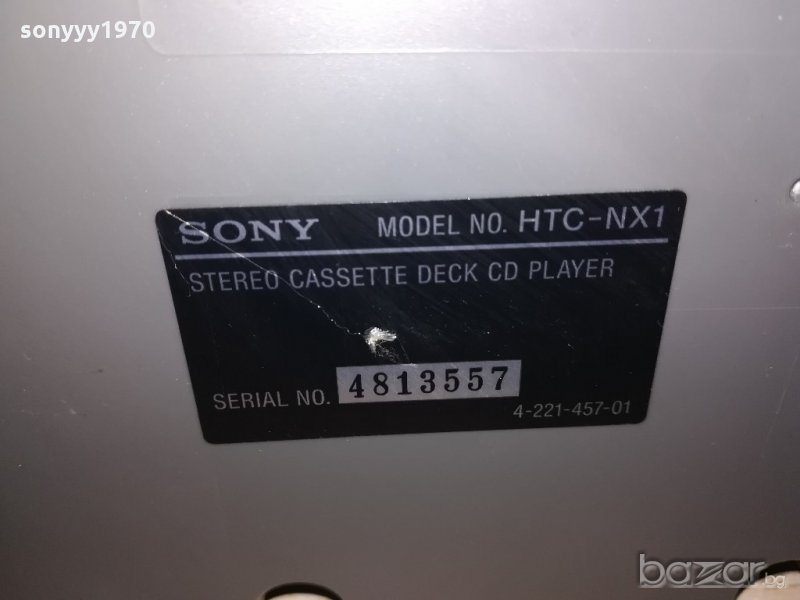 sonyyy1970
SONY MODEL NO. HTC-NX1
STEREO CASSETTE DECK CD PLAYER
SERIAL NO. 4813557
4-221-457-01
bazar.bg